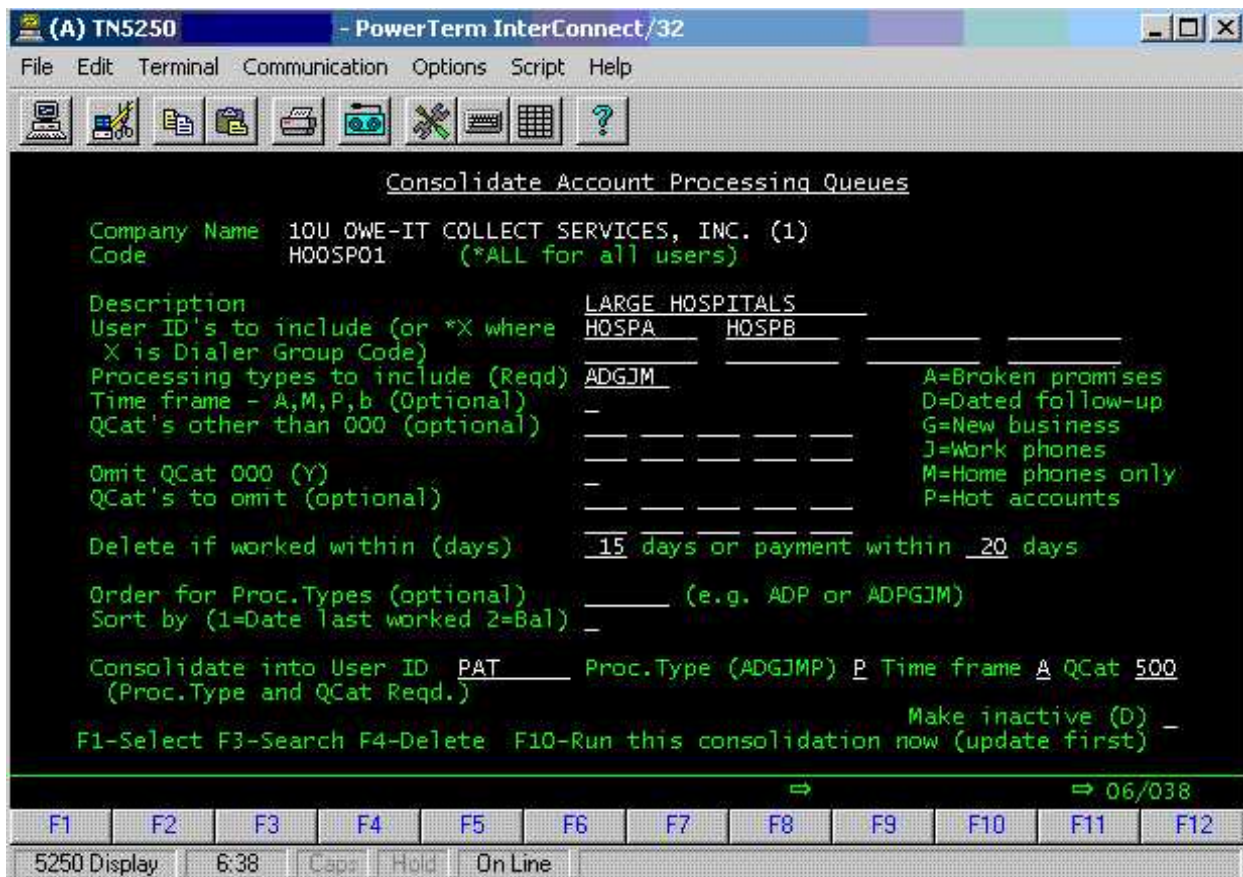 (A) TN5250 - PowerTerm InterConnect/32
File Edit Terminal Communication Options Script Help
Consolidate Account Processing Queues
Company Name 1OU OWE-IT COLLECT SERVICES, INC. (1)
Code HOOSPO1 (*ALL for all users)
Description LARGE HOSPITALS
User ID's to include (or *X where HOSPA HOSPB
X is Dialer Group Code)
Processing types to include (Reqd) ADGJM A=Broken promises
Time frame - A,M,P,b (Optional) D=Dated follow-up
QCat's other than 000 (optional) G=New business
J=Work phones
Omit QCat 000 (Y) M=Home phones only
QCat's to omit (optional) P=Hot accounts
Delete if worked within (days) 15 days or payment within 20 days
Order for Proc.Types (optional) (e.g. ADP or ADPGJM)
Sort by (1=Date last worked 2=Bal)
Consolidate into User ID PAT Proc.Type (ADGJMP) P Time frame A QCat 500
(Proc.Type and QCat Reqd.)
Make inactive (D)
F1-Select F3-Search F4-Delete F10-Run this consolidation now (update first)
06/038
F1 F2 F3 F4 F5 F6 F7 F8 F9 F10 F11 F12
5250 Display 6:38 Caps Hold On Line